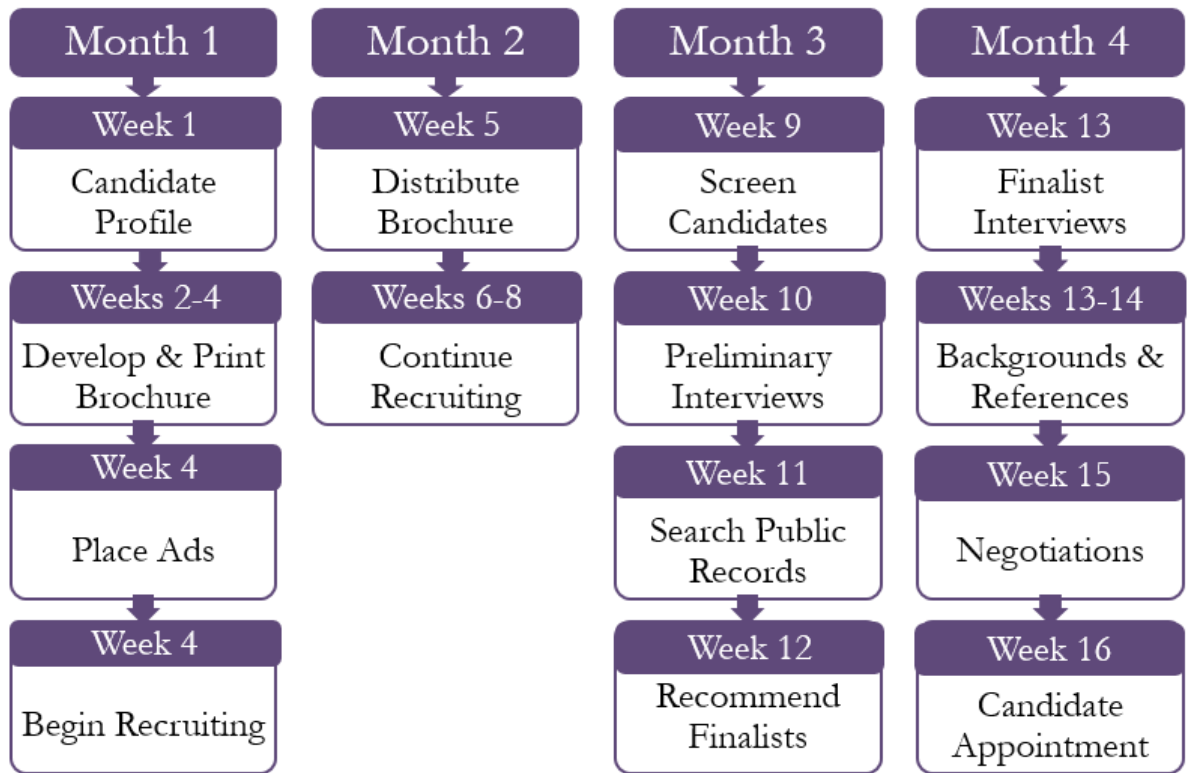 Month 1
Week 1
Candidate
Profile
Weeks 2-4
Develop & Print
Brochure
Week 4
Place Ads
Week 4
Begin Recruiting
Month 2
Week 5
Distribute
Brochure
Weeks 6-8
Continue
Recruiting
Month 3
Week 9
Screen
Candidates
Week 10
Preliminary
Interviews
Week 11
Search Public
Records
Week 12
Recommend
Finalists
Month 4
Week 13
Finalist
Interviews
Weeks 13-14
Backgrounds &
References
Week 15
Negotiations
Week 16
Candidate
Appointment